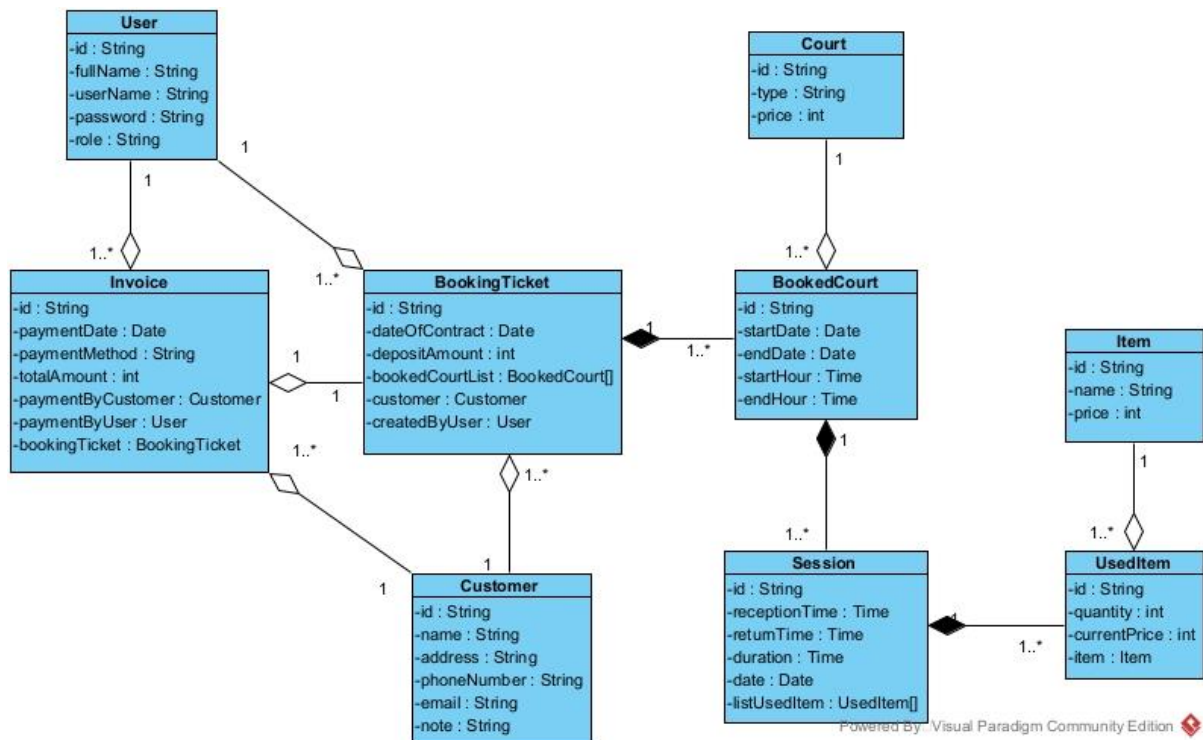 User
-id : String
-fullName : String
-userName : String
-password : String
-role : String
1
1
1..*
1..*
Court
-id : String
-type : String
-price : int
1
1..*
Invoice
-id : String
-paymentDate : Date
-paymentMethod : String
-totalAmount : int
-paymentByCustomer : Customer
-paymentByUser : User
-bookingTicket : BookingTicket
1
1
1..*
1
BookingTicket
-id : String
-dateOfContract : Date
-depositAmount : int
-bookedCourtList : BookedCourt[]
-customer : Customer
-createdByUser : User
1
1..*
1..*
1
BookedCourt
-id : String
-startDate : Date
-endDate : Date
-startHour : Time
-endHour : Time
1
1..*
Item
-id : String
-name : String
-price : int
1
1..*
Customer
-id : String
-name : String
-address : String
-phoneNumber : String
-email : String
-note : String
Session
-id : String
-receptionTime : Time
-returnTime : Time
-duration : Time
-date : Date
-listUsedItem : UsedItem[]
1
1..*
UsedItem
-id : String
-quantity : int
-currentPrice : int
-item : Item
Powered By: Visual Paradigm Community Edition